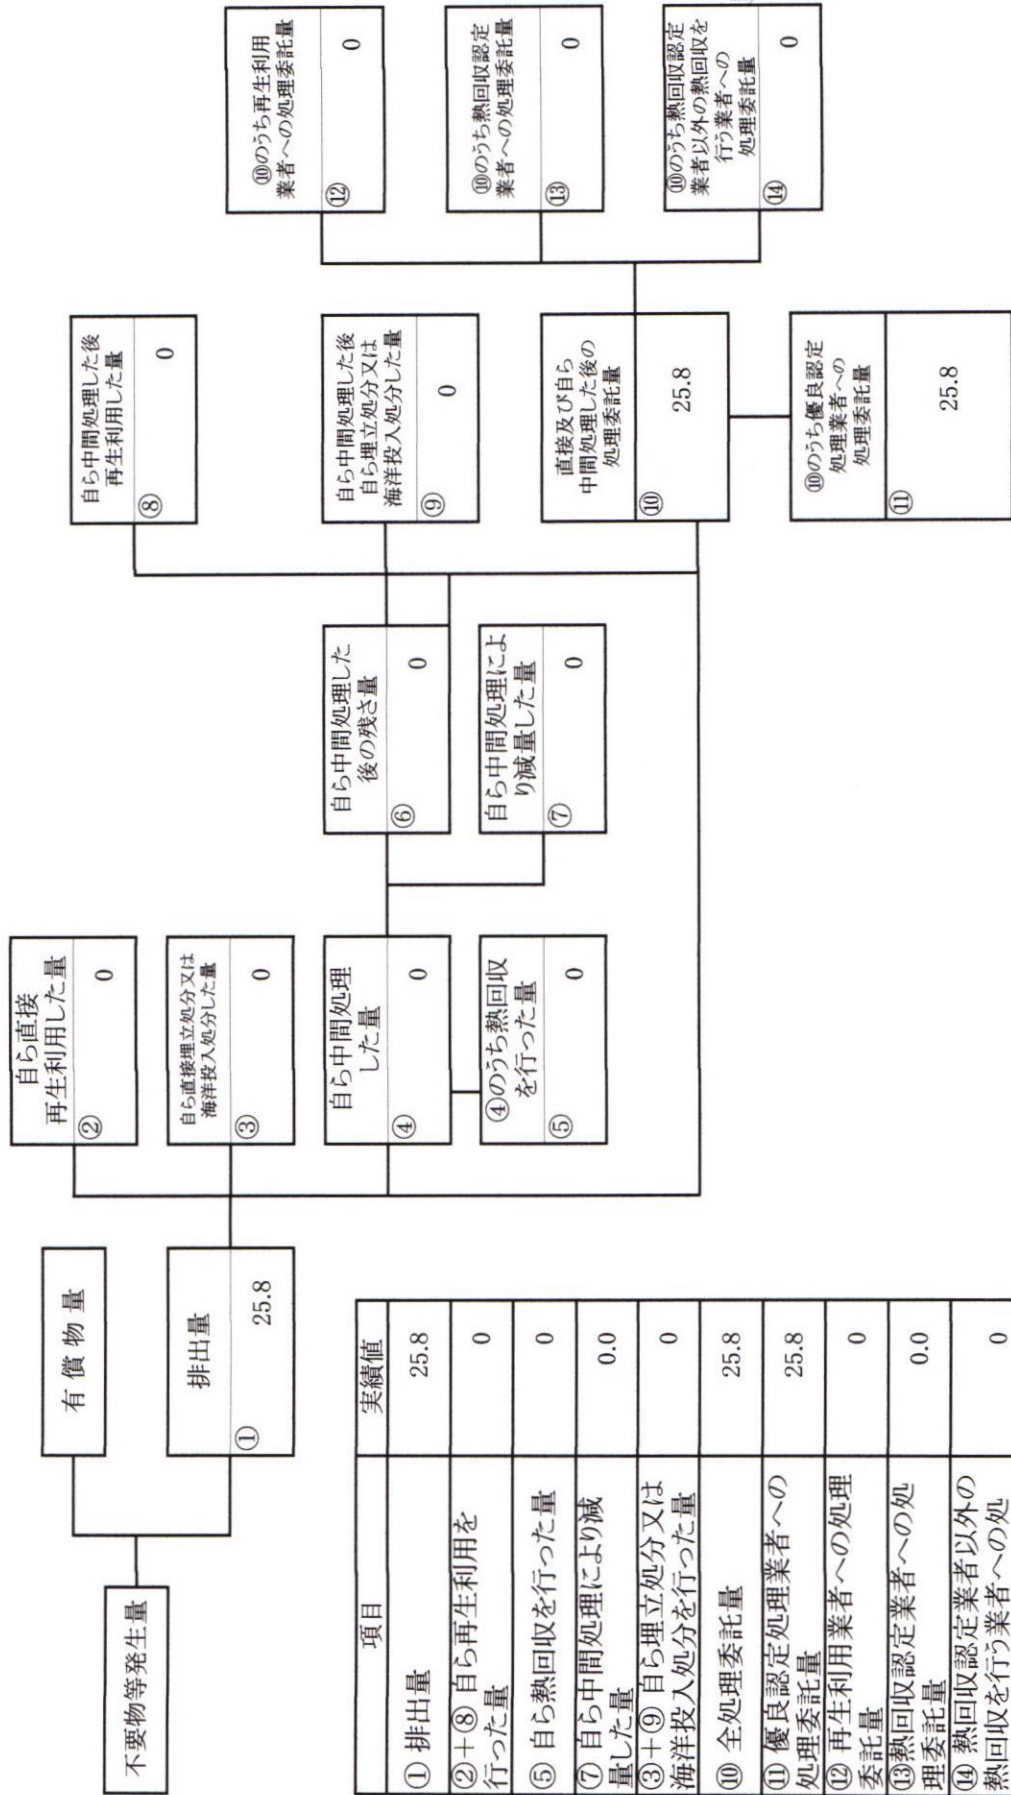 不要物等発生量
有償物量
排出量
①
25.8
自ら直接
再生利用した量
②
0
自ら直接埋立処分又は
海洋投入処分した量
③
0
自ら中間処理
した量
④
0
④のうち熱回収
を行った量
⑤
0
自ら中間処理した
後の残さ量
⑥
0
自ら中間処理によ
り減量した量
⑦
0
自ら中間処理した後
再生利用した量
⑧
0
自ら中間処理した後
自ら埋立処分又は
海洋投入処分した量
⑨
0
直接及び自ら
中間処理した後の
処理委託量
⑩
25.8
⑩のうち優良認定
処理業者への
処理委託量
⑪
25.8
⑩のうち再生利用
業者への処理委託量
⑫
0
⑩のうち熱回収認定
業者への処理委託量
⑬
0
⑩のうち熱回収認定
業者以外の熱回収を
行う業者への
処理委託量
⑭
0
項目 実績値
① 排出量 25.8
②+⑧ 自ら再生利用を
行った量 0
⑤ 自ら熱回収を行った量 0
⑦ 自ら中間処理により減
量した量 0.0
③+⑨ 自ら埋立処分又は
海洋投入処分を行った量 0
⑩ 全処理委託量 25.8
⑪ 優良認定処理業者への
処理委託量 25.8
⑫ 再生利用業者への処理
委託量 0
⑬熱回収認定業者への処
理委託量 0.0
⑭ 熱回収認定業者以外の
熱回収を行う業者への処 0